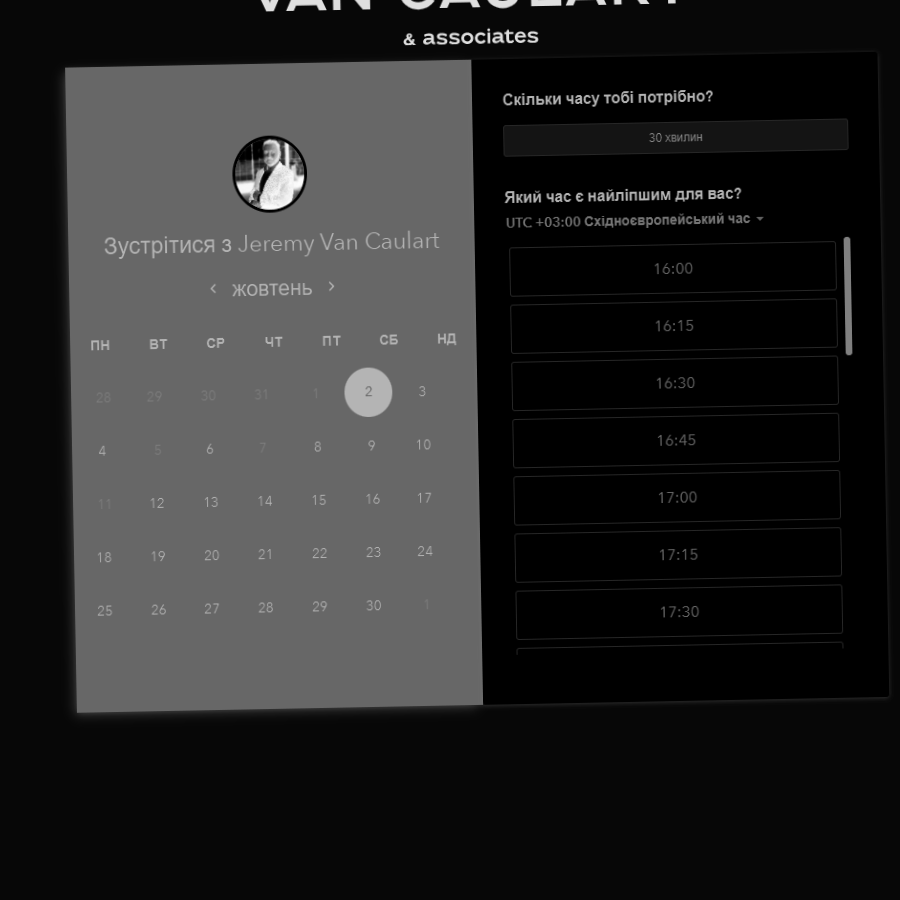 VAN CAULART
& associates
Зустрітися з Jeremy Van Caulart
жовтень
ПН ВТ СР ЧТ ПТ СБ НД
28 29 30 31 1 2 3
4 5 6 7 8 9 10
11 12 13 14 15 16 17
18 19 20 21 22 23 24
25 26 27 28 29 30 1
Скільки часу тобі потрібно?
30 хвилин
Який час є найліпшим для вас?
UTC +03:00 Східноєвропейський час
16:00
16:15
16:30
16:45
17:00
17:15
17:30